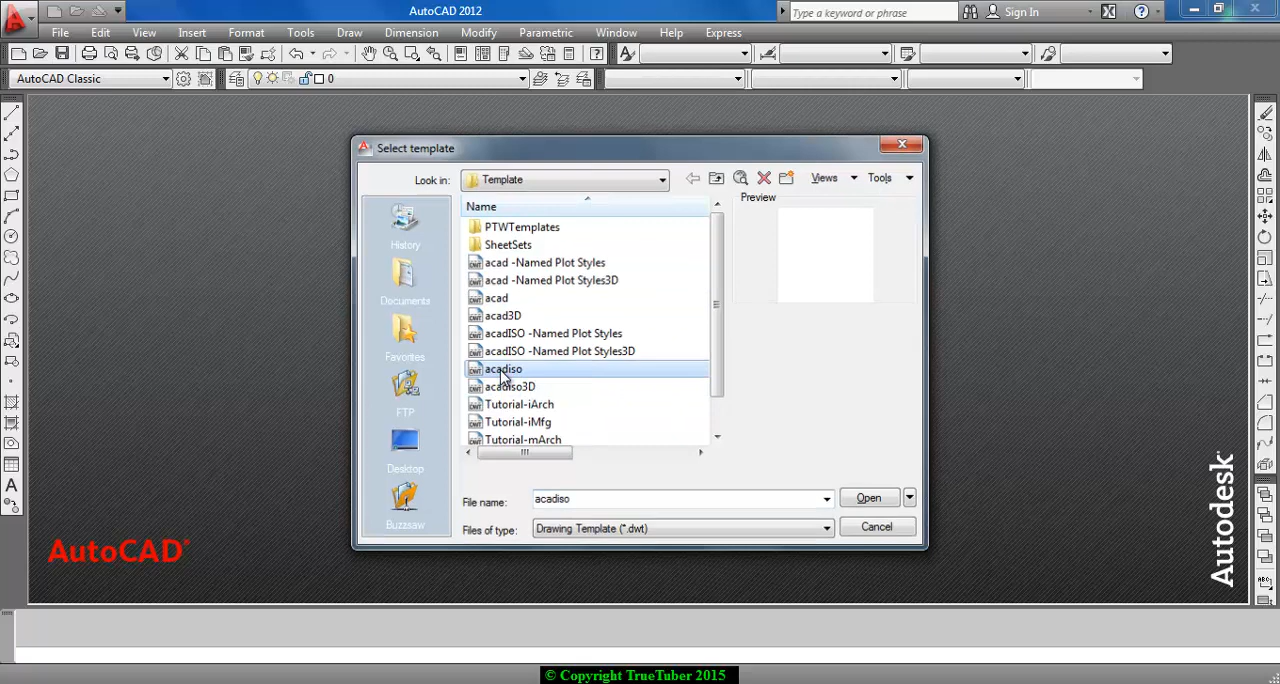 AutoCAD 2012
Type a keyword or phrase
Sign In
File Edit View Insert Format Tools Draw Dimension Modify Parametric Window Help Express
AutoCAD Classic
0
Select template
Look in: Template
Views Tools
Name
Preview
PTWTemplates
SheetSets
acad -Named Plot Styles
acad -Named Plot Styles3D
acad
acad3D
acadISO -Named Plot Styles
acadISO -Named Plot Styles3D
acadiso
acadiso3D
Tutorial-iArch
Tutorial-iMfg
Tutorial-mArch
History
Documents
Favorites
FTP
Desktop
Buzzsaw
File name: acadiso
Open
Files of type: Drawing Template (*.dwt)
Cancel
AutoCAD®
Autodesk®
© Copyright TrueTuber 2015